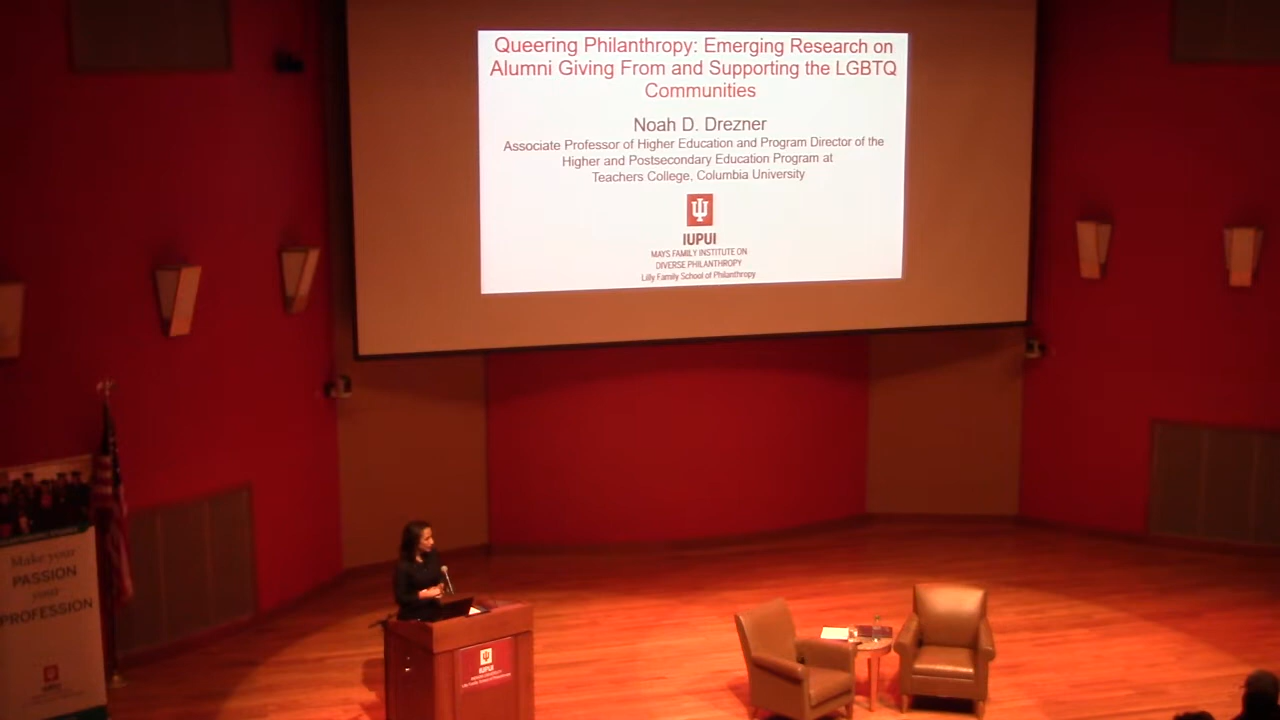 Queering Philanthropy: Emerging Research on
Alumni Giving From and Supporting the LGBTQ
Communities
Noah D. Drezner
Associate Professor of Higher Education and Program Director of the
Higher and Postsecondary Education Program at
Teachers College, Columbia University
IUPUI
MAYS FAMILY INSTITUTE ON
DIVERSE PHILANTHROPY
Lilly Family School of Philanthropy
Make your
PASSION
your
PROFESSION
IUPUI